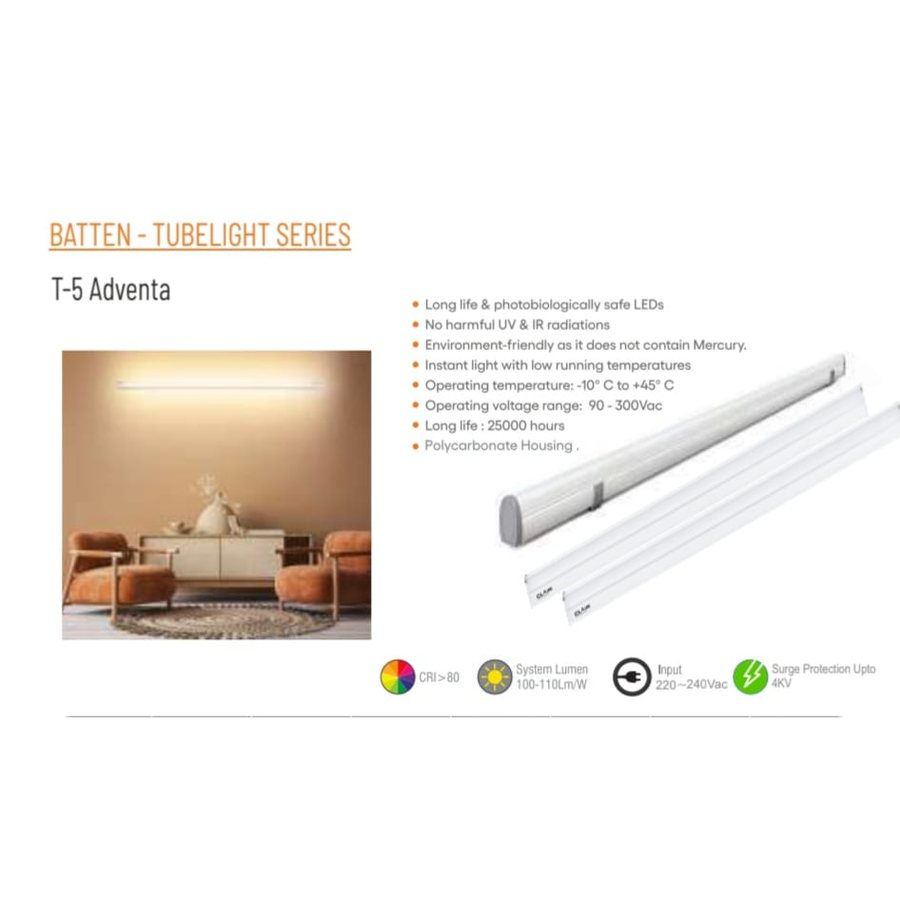 BATTEN - TUBELIGHT SERIES
T-5 Adventa
Long life & photobiologically safe LEDs
No harmful UV & IR radiations
Environment-friendly as it does not contain Mercury.
Instant light with low running temperatures
Operating temperature: -10° C to +45° C
Operating voltage range: 90 - 300Vac
Long life : 25000 hours
Polycarbonate Housing .
CRI>80
System Lumen
100-110Lm/W
Input
220~240Vac
Surge Protection Upto
4KV